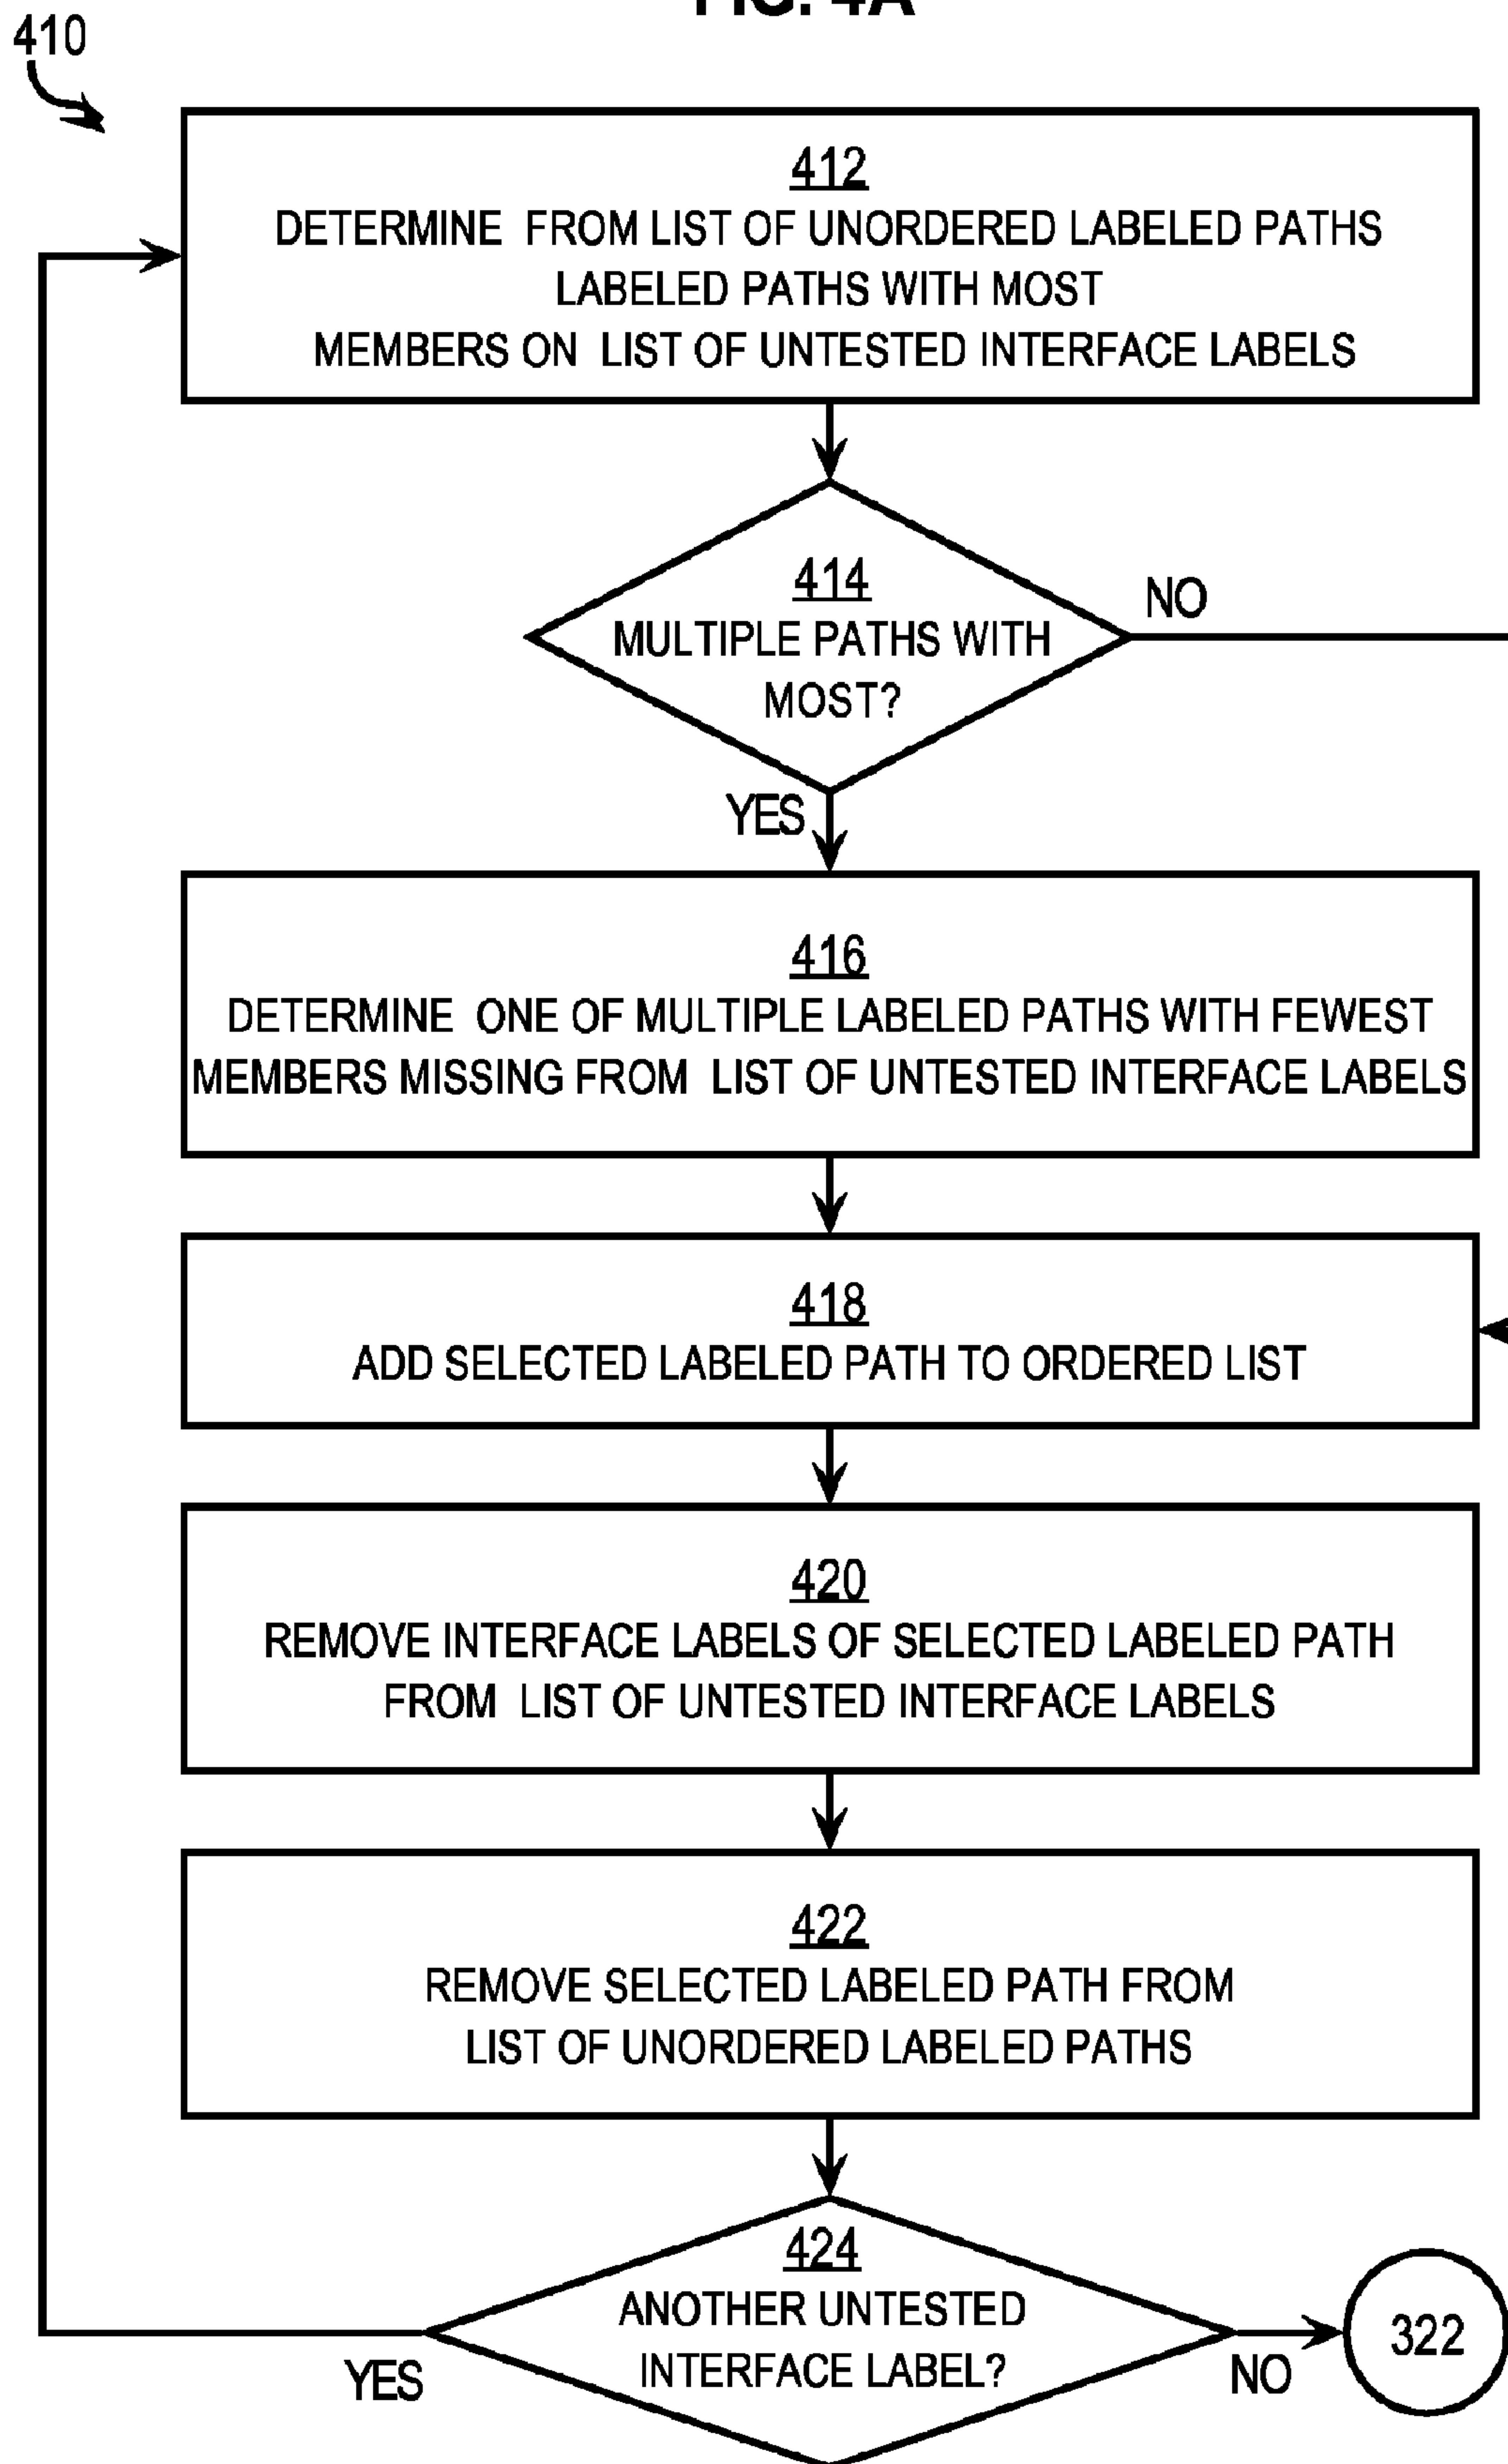 FIG. 4A
410
412
DETERMINE FROM LIST OF UNORDERED LABELED PATHS
LABELED PATHS WITH MOST
MEMBERS ON LIST OF UNTESTED INTERFACE LABELS
414
MULTIPLE PATHS WITH
MOST?
NO
YES
416
DETERMINE ONE OF MULTIPLE LABELED PATHS WITH FEWEST
MEMBERS MISSING FROM LIST OF UNTESTED INTERFACE LABELS
418
ADD SELECTED LABELED PATH TO ORDERED LIST
420
REMOVE INTERFACE LABELS OF SELECTED LABELED PATH
FROM LIST OF UNTESTED INTERFACE LABELS
422
REMOVE SELECTED LABELED PATH FROM
LIST OF UNORDERED LABELED PATHS
424
ANOTHER UNTESTED
INTERFACE LABEL?
YES
NO
322